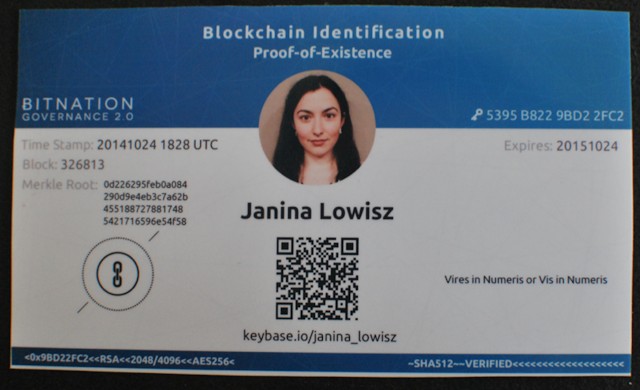 Blockchain Identification
Proof-of-Existence
BITNATION
GOVERNANCE 2.0
5395 B822 9BD2 2FC2
Time Stamp: 20141024 1828 UTC
Expires: 20151024
Block: 326813
Merkle Root: 0d226295feb0a084
290d9e4eb3c7a62b
455188727881748
5421716596e54f58
Janina Lowisz
Vires in Numeris or Vis in Numeris
keybase.io/janina_lowisz
<0x9BD22FC2<<RSA<<2048/4096<<AES256<
~SHA512~~VERIFIED<<<<<<<<<<<<<<<<<<<<